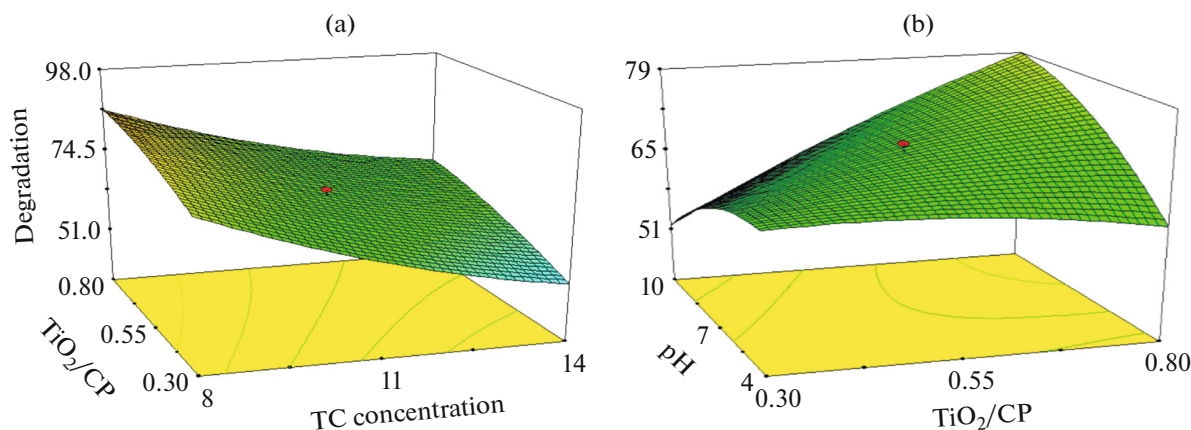 (a)
98.0
74.5
51.0
Degradation
0.80
0.55
0.30
TiO₂/CP
8
11
14
TC concentration
(b)
79
65
51
10
7
4
pH
0.30
0.55
0.80
TiO₂/CP